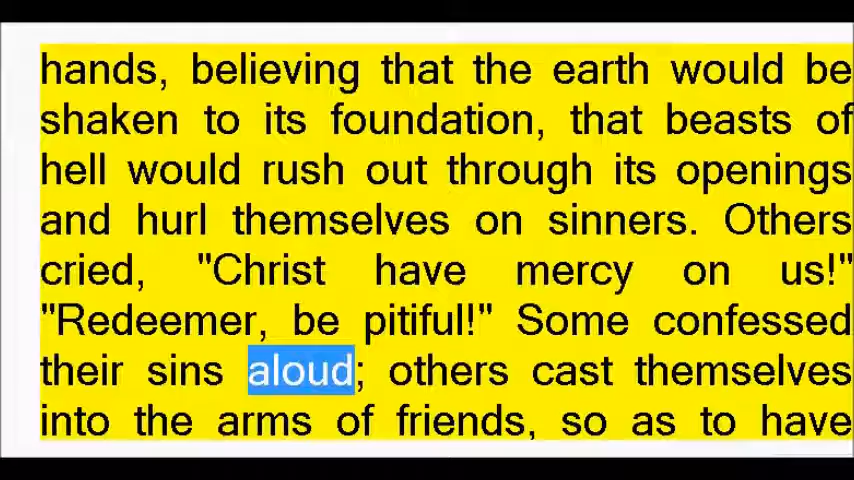 hands, believing that the earth would be
shaken to its foundation, that beasts of
hell would rush out through its openings
and hurl themselves on sinners. Others
cried, "Christ have mercy on us!"
"Redeemer, be pitiful!" Some confessed
their sins aloud; others cast themselves
into the arms of friends, so as to have